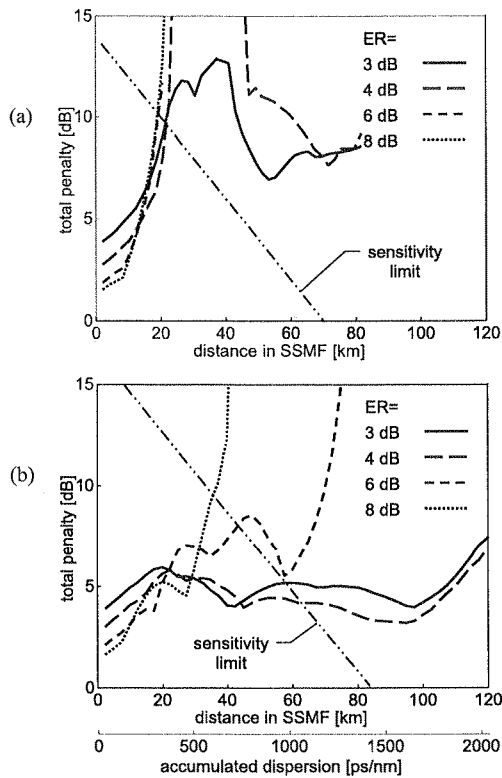 (a)
total penalty [dB]
15
10
5
0
ER=
3 dB
4 dB
6 dB
8 dB
sensitivity
limit
0 20 40 60 80 100 120
distance in SSMF [km]
(b)
total penalty [dB]
15
10
5
0
ER=
3 dB
4 dB
6 dB
8 dB
sensitivity
limit
0 20 40 60 80 100 120
distance in SSMF [km]
0 500 1000 1500 2000
accumulated dispersion [ps/nm]